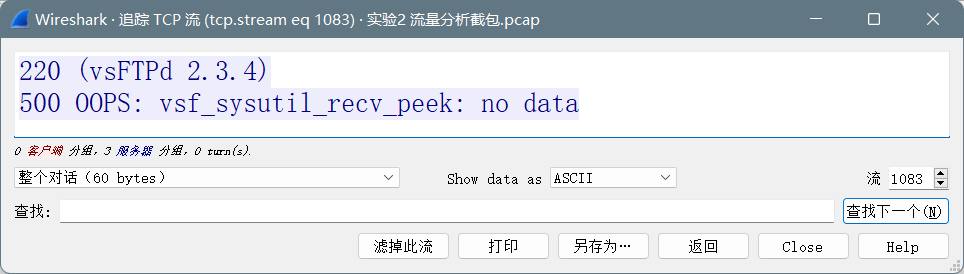 Wireshark · 追踪 TCP 流 (tcp.stream eq 1083) · 实验2 流量分析截包.pcap
220 (vsFTPd 2.3.4)
500 OOPS: vsf_sysutil_recv_peek: no data
0 客户端 分组，3 服务器 分组，0 turn(s).
整个对话（60 bytes） Show data as ASCII 流 1083
查找: 查找下一个(N)
滤掉此流 打印 另存为… 返回 Close Help